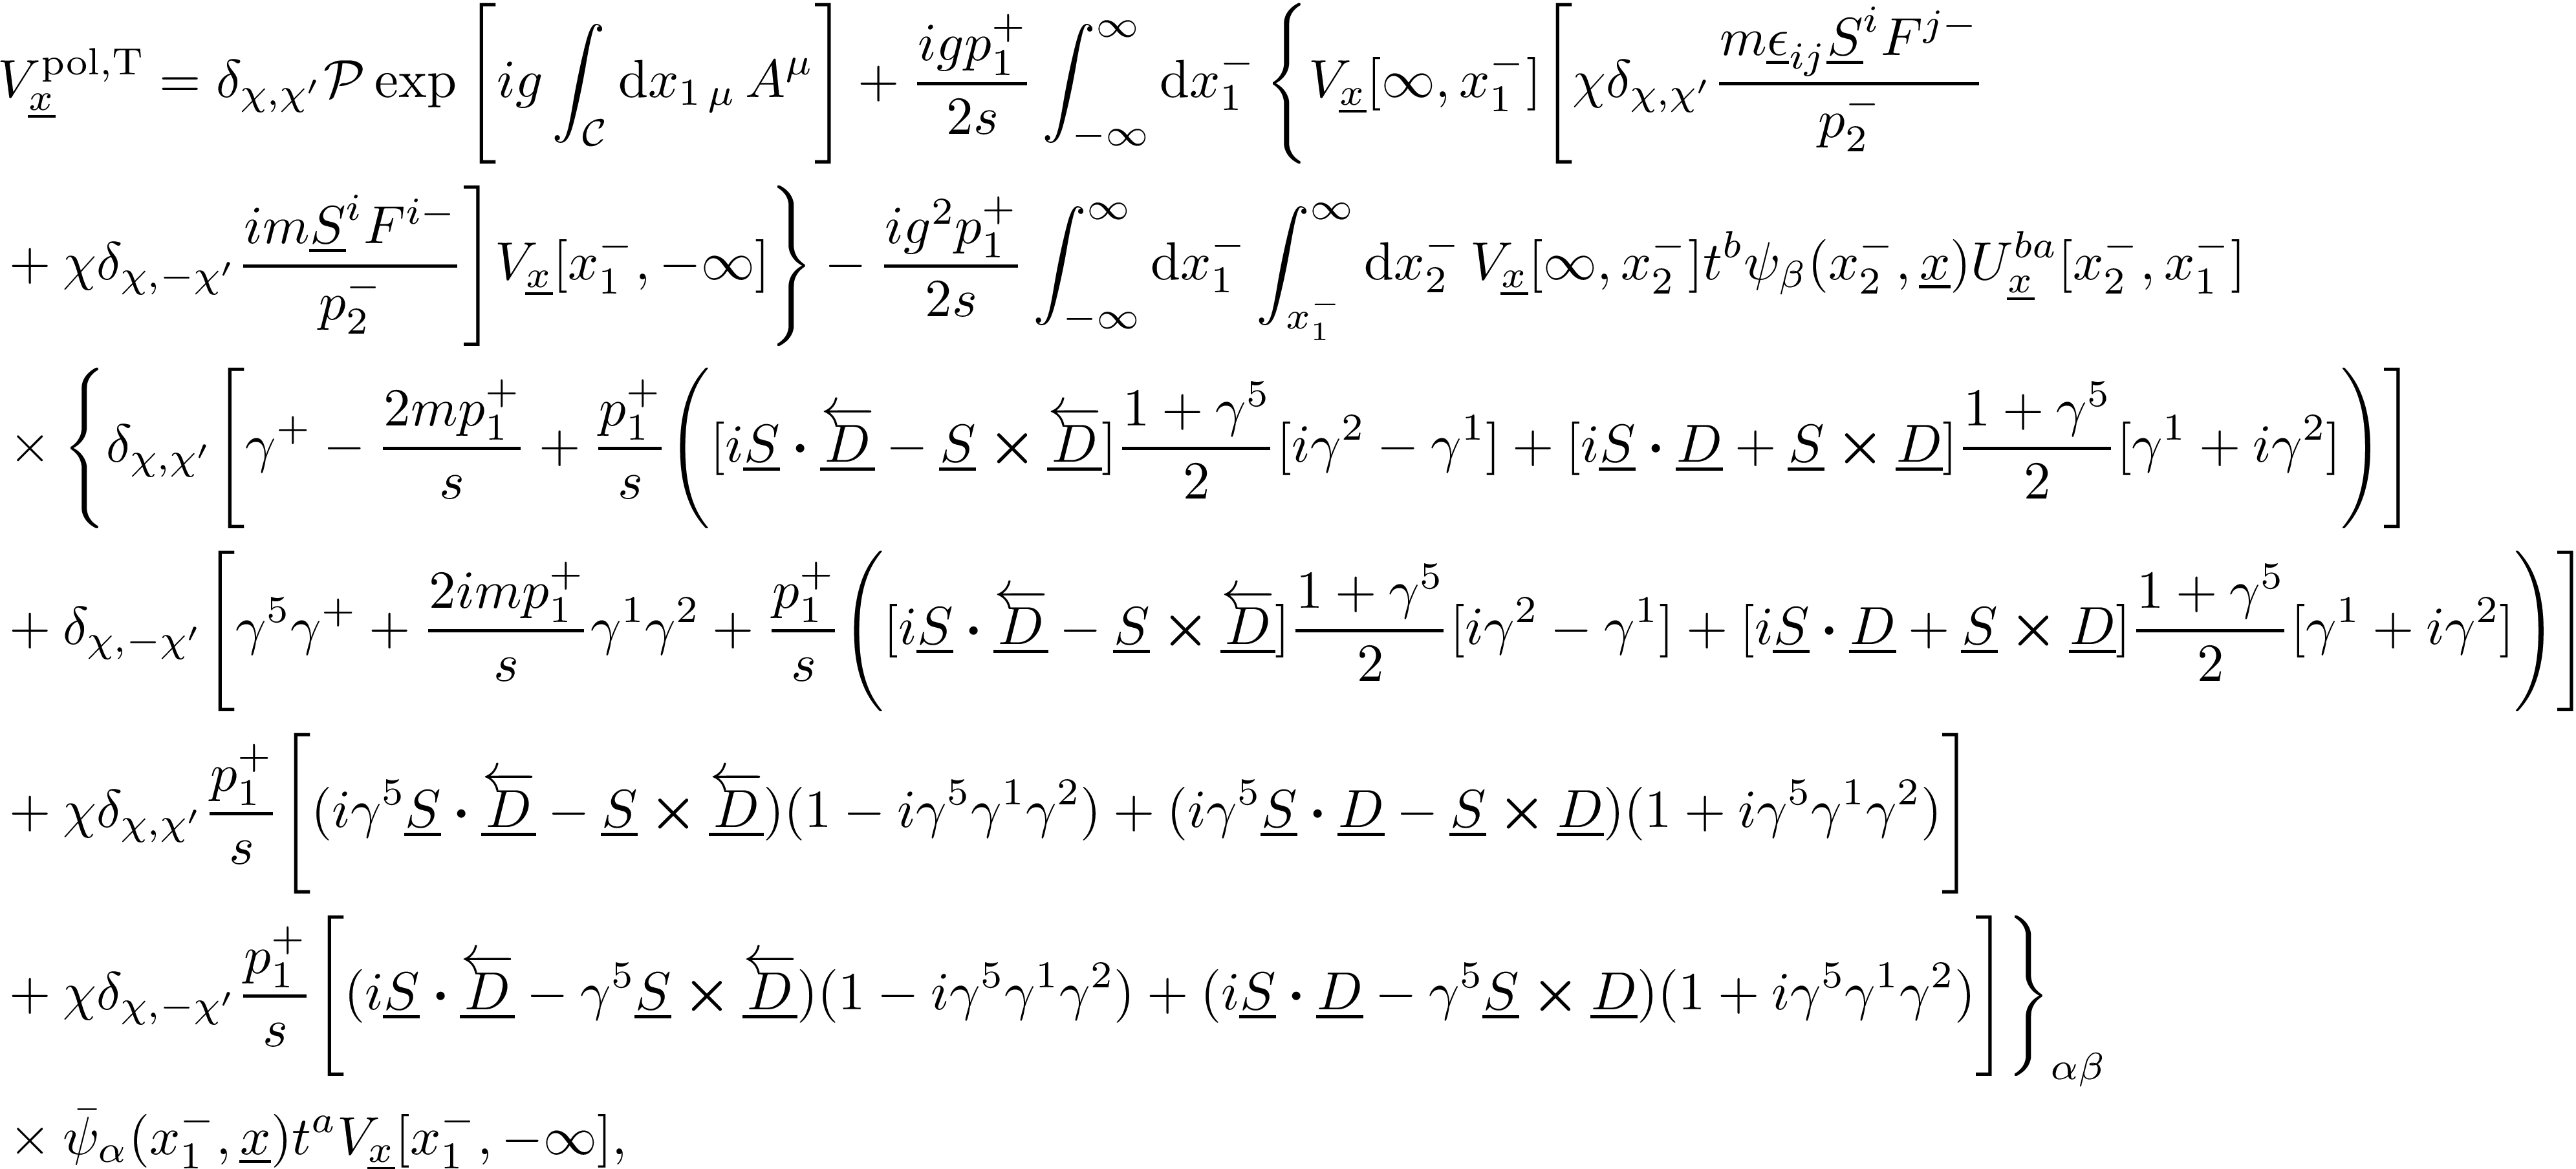 V_{\underline{x}}^{\mathrm{pol,T}} = \delta_{\chi,\chi'} \mathcal{P} \exp\left[ ig \int_{\mathcal{C}} \mathrm{d}x_{1\,\mu} A^{\mu} \right] + \frac{igp_1^+}{2s} \int_{-\infty}^{\infty} \mathrm{d}x_1^- \left\{ V_{\underline{x}}[\infty, x_1^-] \left[ \chi\delta_{\chi,\chi'} \frac{m\underline{\epsilon}_{ij}\underline{S}^i F^{j-}}{p_2^-} \right.\right.
\left.\left. + \chi\delta_{\chi,-\chi'} \frac{im\underline{S}^i F^{i-}}{p_2^-} \right] V_{\underline{x}}[x_1^-, -\infty] \right\} - \frac{ig^2p_1^+}{2s} \int_{-\infty}^{\infty} \mathrm{d}x_1^- \int_{x_1^-}^{\infty} \mathrm{d}x_2^- \, V_{\underline{x}}[\infty, x_2^-] t^b \psi_\beta(x_2^-, \underline{x}) U_{\underline{x}}^{ba}[x_2^-, x_1^-]
\times \left\{ \delta_{\chi,\chi'} \left[ \gamma^+ - \frac{2mp_1^+}{s} + \frac{p_1^+}{s} \left( [i\underline{S} \cdot \overleftarrow{\underline{D}} - \underline{S} \times \overleftarrow{\underline{D}}] \frac{1+\gamma^5}{2} [i\gamma^2 - \gamma^1] + [i\underline{S} \cdot \underline{D} + \underline{S} \times \underline{D}] \frac{1+\gamma^5}{2} [\gamma^1 + i\gamma^2] \right) \right] \right.
+ \delta_{\chi,-\chi'} \left[ \gamma^5\gamma^+ + \frac{2imp_1^+}{s} \gamma^1\gamma^2 + \frac{p_1^+}{s} \left( [i\underline{S} \cdot \overleftarrow{\underline{D}} - \underline{S} \times \overleftarrow{\underline{D}}] \frac{1+\gamma^5}{2} [i\gamma^2 - \gamma^1] + [i\underline{S} \cdot \underline{D} + \underline{S} \times \underline{D}] \frac{1+\gamma^5}{2} [\gamma^1 + i\gamma^2] \right) \right]
+ \chi\delta_{\chi,\chi'} \frac{p_1^+}{s} \left[ (i\gamma^5 \underline{S} \cdot \overleftarrow{\underline{D}} - \underline{S} \times \overleftarrow{\underline{D}})(1 - i\gamma^5\gamma^1\gamma^2) + (i\gamma^5 \underline{S} \cdot \underline{D} - \underline{S} \times \underline{D})(1 + i\gamma^5\gamma^1\gamma^2) \right]
\left. + \chi\delta_{\chi,-\chi'} \frac{p_1^+}{s} \left[ (i\underline{S} \cdot \overleftarrow{\underline{D}} - \gamma^5 \underline{S} \times \overleftarrow{\underline{D}})(1 - i\gamma^5\gamma^1\gamma^2) + (i\underline{S} \cdot \underline{D} - \gamma^5 \underline{S} \times \underline{D})(1 + i\gamma^5\gamma^1\gamma^2) \right] \right\}_{\alpha\beta}
\times \bar{\psi}_\alpha(x_1^-, \underline{x}) t^a V_{\underline{x}}[x_1^-, -\infty],